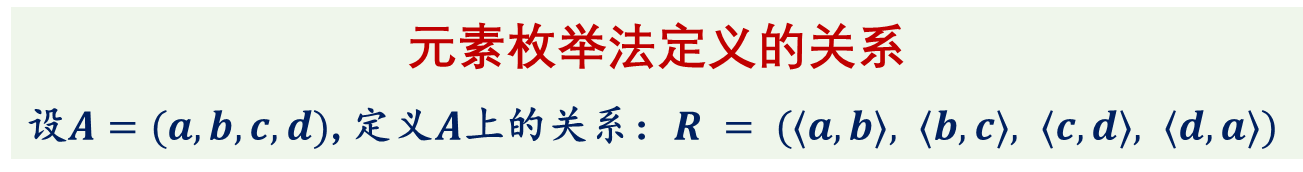 元素枚举法定义的关系
设A = (a, b, c, d), 定义A上的关系：R = (⟨a, b⟩, ⟨b, c⟩, ⟨c, d⟩, ⟨d, a⟩)